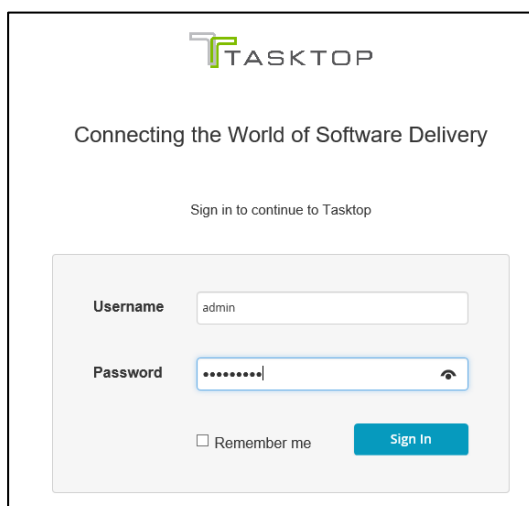 TASKTOP
Connecting the World of Software Delivery
Sign in to continue to Tasktop
Username admin
Password •••••••••
Remember me Sign In